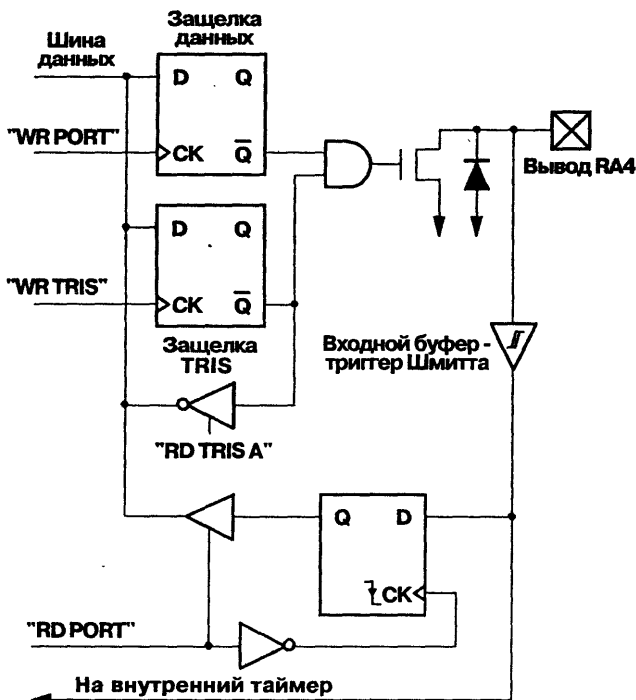 Защелка
данных
Шина
данных
D Q
"WR PORT"
CK Q
Вывод RA4
D Q
"WR TRIS"
CK Q
Защелка
TRIS
Входной буфер -
триггер Шмитта
"RD TRIS A"
Q D
CK
"RD PORT"
На внутренний таймер